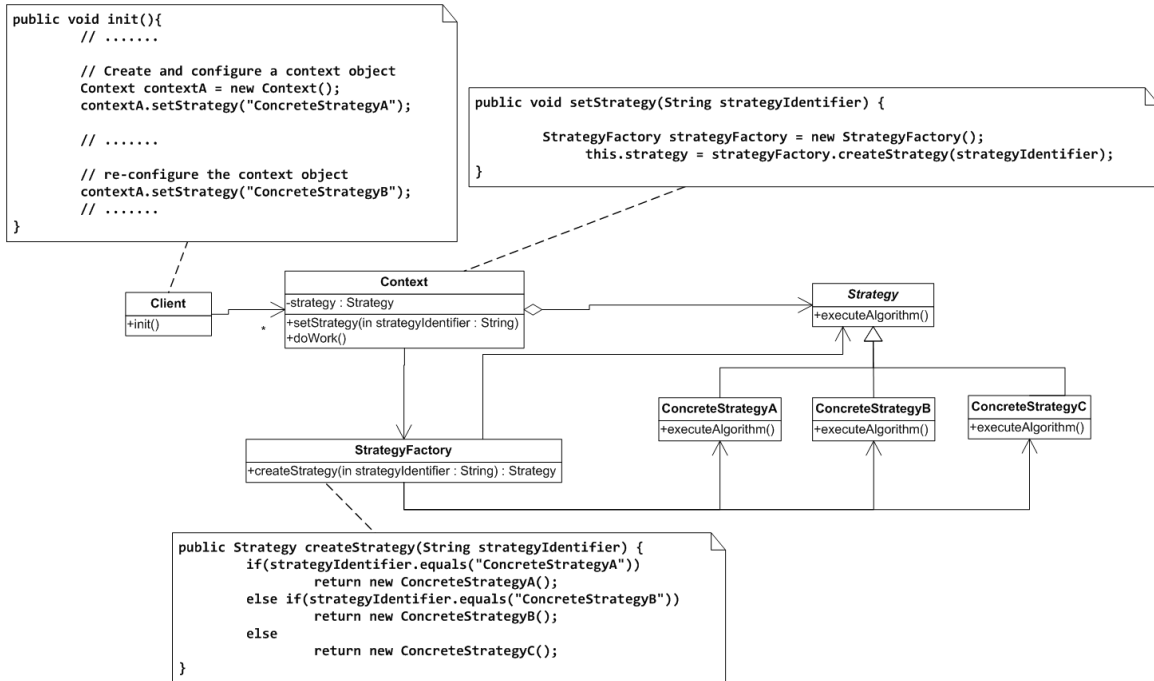 public void init(){
// .......
// Create and configure a context object
Context contextA = new Context();
contextA.setStrategy("ConcreteStrategyA");
// .......
// re-configure the context object
contextA.setStrategy("ConcreteStrategyB");
// .......
}
public void setStrategy(String strategyIdentifier) {
StrategyFactory strategyFactory = new StrategyFactory();
this.strategy = strategyFactory.createStrategy(strategyIdentifier);
}
Client
+init()
*
Context
-strategy : Strategy
+setStrategy(in strategyIdentifier : String)
+doWork()
Strategy
+executeAlgorithm()
ConcreteStrategyA
+executeAlgorithm()
ConcreteStrategyB
+executeAlgorithm()
ConcreteStrategyC
+executeAlgorithm()
StrategyFactory
+createStrategy(in strategyIdentifier : String) : Strategy
public Strategy createStrategy(String strategyIdentifier) {
if(strategyIdentifier.equals("ConcreteStrategyA"))
return new ConcreteStrategyA();
else if(strategyIdentifier.equals("ConcreteStrategyB"))
return new ConcreteStrategyB();
else
return new ConcreteStrategyC();
}